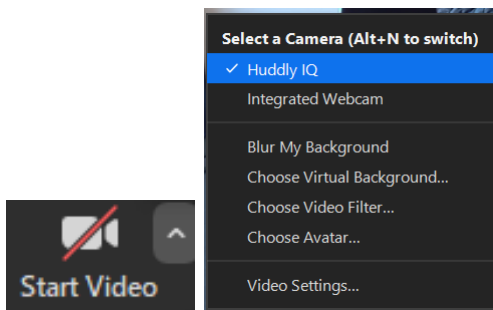 Start Video
Select a Camera (Alt+N to switch)
Huddly IQ
Integrated Webcam
Blur My Background
Choose Virtual Background...
Choose Video Filter...
Choose Avatar...
Video Settings...